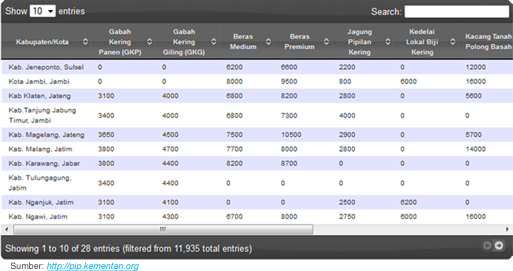 Show 10 entries Search:
Kabupaten/Kota Gabah Kering Panen (GKP) Gabah Kering Giling (GKG) Beras Medium Beras Premium Jagung Pipilan Kering Kedelai Lokal Biji Kering Kacang Tanah Polong Basah
Kab. Jeneponto, Sulsel 0 0 6200 6600 2200 0 12000
Kota Jambi, Jambi 0 0 8000 9500 800 6000 16000
Kab Klaten, Jateng 3100 4000 6800 8200 2800 0 5600
Kab.Tanjung Jabung Timur, Jambi 3400 4000 6800 7300 4000 0 0
Kab. Magelang, Jateng 3650 4500 7500 10500 2900 0 5700
Kab. Malang, Jatim 3800 4700 7700 8000 2800 0 14000
Kab. Karawang, Jabar 3800 4400 8200 8700 0 0
Kab. Tulungagung, Jatim 3400 4400 0 0 0 0 0
Kab. Nganjuk, Jatim 3100 4100 0 0 2500 6200 0
Kab. Ngawi, Jatim 3100 4300 6700 8000 2750 6000 16000
Showing 1 to 10 of 28 entries (filtered from 11,935 total entries)
Sumber: http://pip.kementan.org